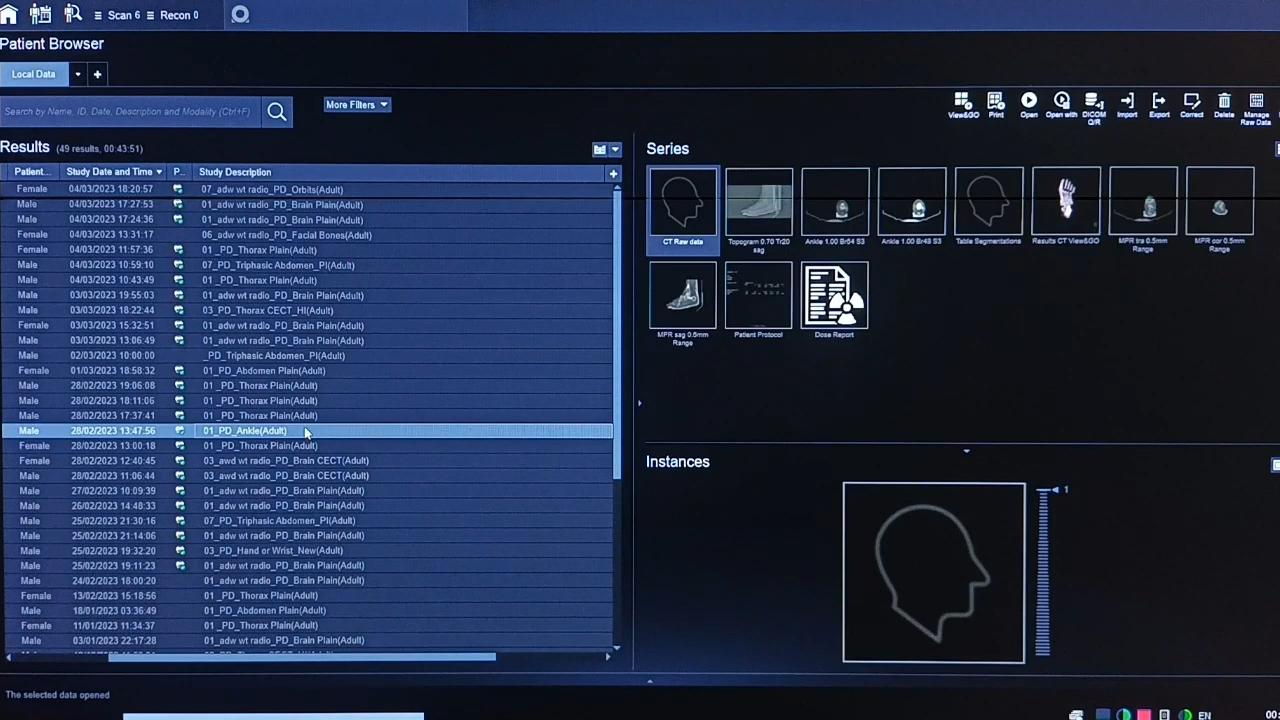 Scan 6 Recon 0
Patient Browser
Local Data
Search by Name, ID, Date, Description and Modality (Ctrl+F)
More Filters
Results (49 results, 00:43:51)
Patient... Study Date and Time P... Study Description
Female 04/03/2023 18:20:57 07_adw wt radio_PD_Orbits(Adult)
Male 04/03/2023 17:27:53 01_adw wt radio_PD_Brain Plain(Adult)
Male 04/03/2023 17:24:36 01_adw wt radio_PD_Brain Plain(Adult)
Female 04/03/2023 13:31:17 06_adw wt radio_PD_Facial Bones(Adult)
Female 04/03/2023 11:57:36 01_PD_Thorax Plain(Adult)
Male 04/03/2023 10:59:10 07_PD_Triphasic Abdomen_PI(Adult)
Male 04/03/2023 10:43:49 01_PD_Thorax Plain(Adult)
Male 03/03/2023 19:55:03 01_adw wt radio_PD_Brain Plain(Adult)
Male 03/03/2023 18:22:44 03_PD_Thorax CECT_HI(Adult)
Female 03/03/2023 15:32:51 01_adw wt radio_PD_Brain Plain(Adult)
Male 03/03/2023 13:06:49 01_adw wt radio_PD_Brain Plain(Adult)
Male 02/03/2023 10:00:00 _PD_Triphasic Abdomen_PI(Adult)
Female 01/03/2023 18:58:32 01_PD_Abdomen Plain(Adult)
Male 28/02/2023 19:06:08 01_PD_Thorax Plain(Adult)
Male 28/02/2023 18:11:06 01_PD_Thorax Plain(Adult)
Male 28/02/2023 17:37:41 01_PD_Thorax Plain(Adult)
Male 28/02/2023 13:47:56 01_PD_Ankle(Adult)
Female 28/02/2023 13:00:18 01_PD_Thorax Plain(Adult)
Female 28/02/2023 12:40:45 03_awd wt radio_PD_Brain CECT(Adult)
Male 28/02/2023 11:06:44 03_awd wt radio_PD_Brain CECT(Adult)
Male 27/02/2023 10:09:39 01_adw wt radio_PD_Brain Plain(Adult)
Male 26/02/2023 14:48:33 01_adw wt radio_PD_Brain Plain(Adult)
Male 25/02/2023 21:30:16 07_PD_Triphasic Abdomen_PI(Adult)
Male 25/02/2023 21:14:06 01_adw wt radio_PD_Brain Plain(Adult)
Male 25/02/2023 19:32:20 03_PD_Hand or Wrist_New(Adult)
Male 25/02/2023 19:11:23 01_adw wt radio_PD_Brain Plain(Adult)
Male 24/02/2023 18:00:20 01_adw wt radio_PD_Brain Plain(Adult)
Female 13/02/2023 15:18:56 01_PD_Thorax Plain(Adult)
Male 18/01/2023 03:36:49 01_PD_Abdomen Plain(Adult)
Female 11/01/2023 11:34:37 01_PD_Thorax Plain(Adult)
Male 03/01/2023 22:17:28 01_adw wt radio_PD_Brain Plain(Adult)
The selected data opened
View&GO Print Open Open with DICOM Q/R Import Export Correct Delete Manage Raw Data
Series
CT Raw data
Topogram 0.70 Tr20 sag
Ankle 1.00 Br64 S3
Ankle 1.00 Br48 S3
Table Segmentations
Results CT View&GO
MPR tra 0.5mm Range
MPR cor 0.5mm Range
MPR sag 0.5mm Range
Patient Protocol
Dose Report
Instances
1
EN